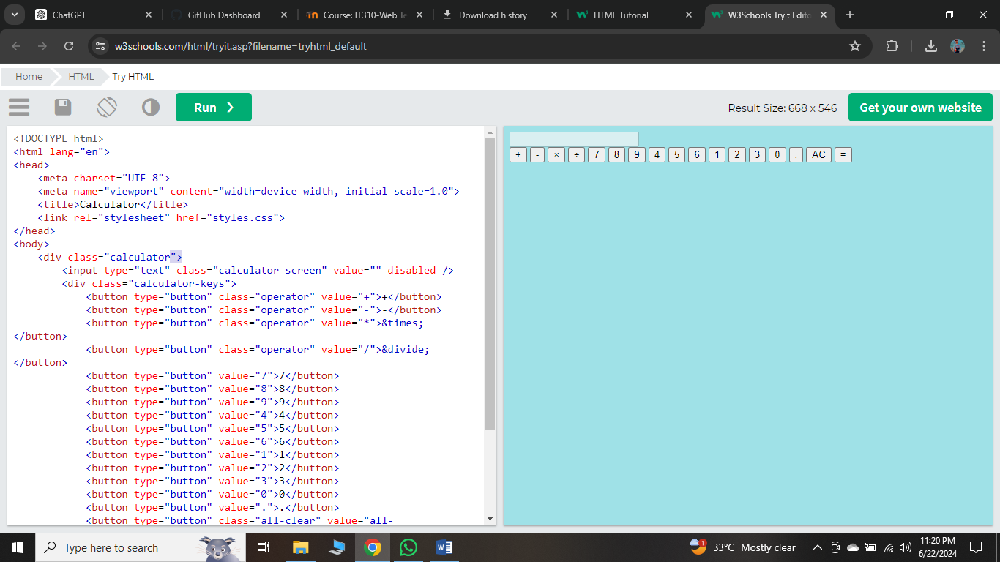 ChatGPT
GitHub Dashboard
Course: IT310-Web Te
Download history
HTML Tutorial
W3Schools Tryit Edito
w3schools.com/html/tryit.asp?filename=tryhtml_default
Home HTML Try HTML
Run ❯
Result Size: 668 x 546
Get your own website
<!DOCTYPE html>
<html lang="en">
<head>
    <meta charset="UTF-8">
    <meta name="viewport" content="width=device-width, initial-scale=1.0">
    <title>Calculator</title>
    <link rel="stylesheet" href="styles.css">
</head>
<body>
    <div class="calculator">
        <input type="text" class="calculator-screen" value="" disabled />
        <div class="calculator-keys">
            <button type="button" class="operator" value="+">+</button>
            <button type="button" class="operator" value="-">-</button>
            <button type="button" class="operator" value="*">&times;
</button>
            <button type="button" class="operator" value="/">&divide;
</button>
            <button type="button" value="7">7</button>
            <button type="button" value="8">8</button>
            <button type="button" value="9">9</button>
            <button type="button" value="4">4</button>
            <button type="button" value="5">5</button>
            <button type="button" value="6">6</button>
            <button type="button" value="1">1</button>
            <button type="button" value="2">2</button>
            <button type="button" value="3">3</button>
            <button type="button" value="0">0</button>
            <button type="button" value=".">.</button>
            <button type="button" class="all-clear" value="all-
+ - × ÷ 7 8 9 4 5 6 1 2 3 0 . AC =
Type here to search
1
33°C Mostly clear
11:20 PM
6/22/2024